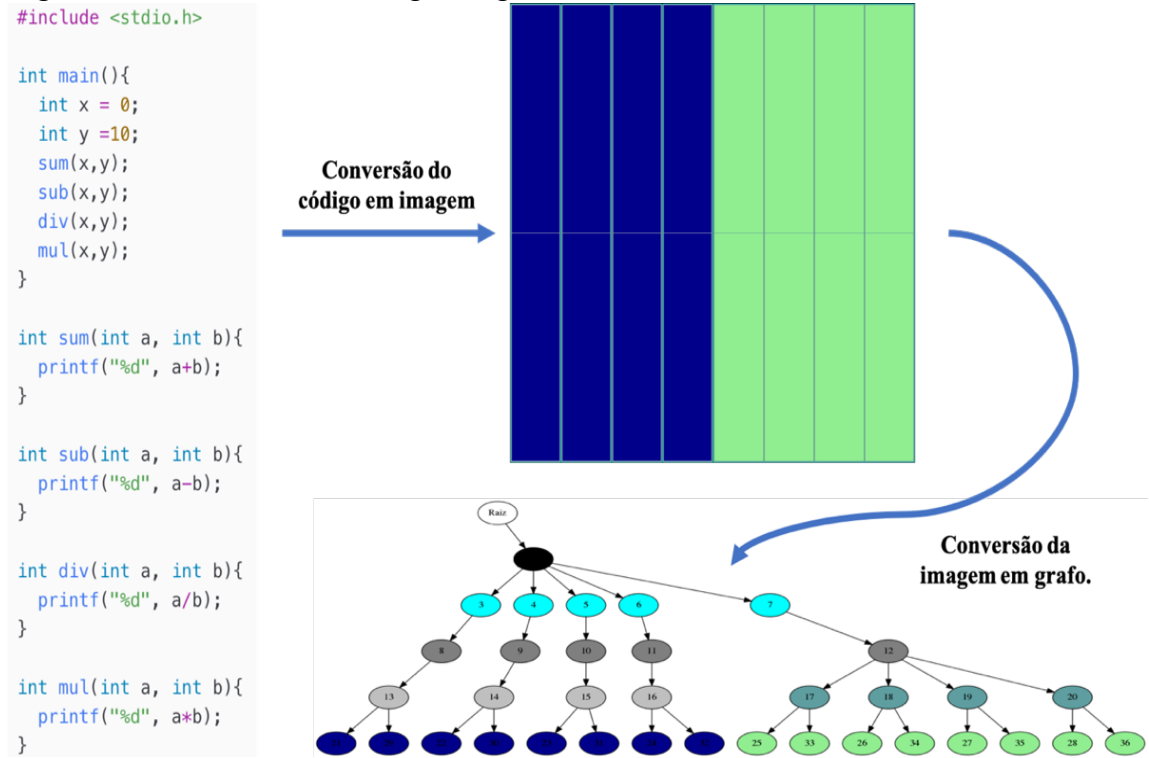 #include <stdio.h>
int main(){
int x = 0;
int y =10;
sum(x,y);
sub(x,y);
div(x,y);
mul(x,y);
}
int sum(int a, int b){
printf("%d", a+b);
}
int sub(int a, int b){
printf("%d", a-b);
}
int div(int a, int b){
printf("%d", a/b);
}
int mul(int a, int b){
printf("%d", a*b);
}
Conversão do
código em imagem
Conversão da
imagem em grafo.
Raiz
3 4 5 6 7
8 9 10 11 12
13 14 15 16 17 18 19 20
25 33 26 34 27 35 28 36